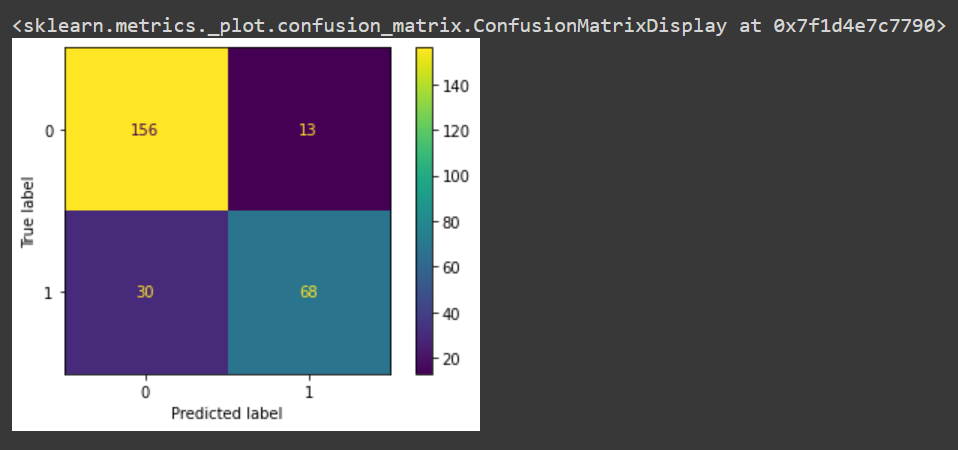 <sklearn.metrics._plot.confusion_matrix.ConfusionMatrixDisplay at 0x7f1d4e7c7790>
140
0 156 13
120
100
True label
80
60
1 30 68
40
20
0 1
Predicted label